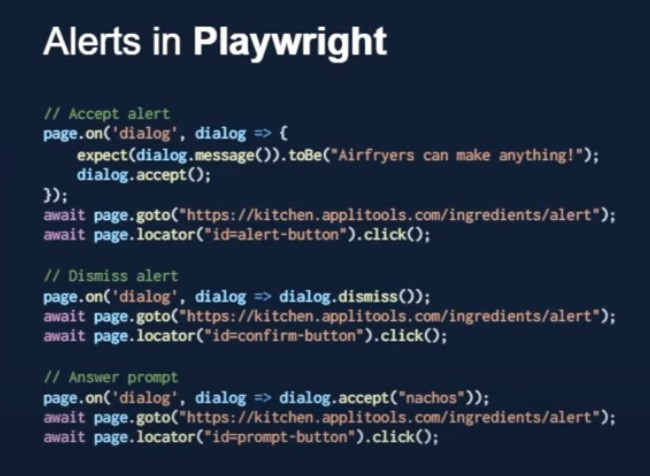 Alerts in Playwright
// Accept alert
page.on('dialog', dialog => {
    expect(dialog.message()).toBe("Airfryers can make anything!");
    dialog.accept();
});
await page.goto("https://kitchen.applitools.com/ingredients/alert");
await page.locator("id=alert-button").click();
// Dismiss alert
page.on('dialog', dialog => dialog.dismiss());
await page.goto("https://kitchen.applitools.com/ingredients/alert");
await page.locator("id=confirm-button").click();
// Answer prompt
page.on('dialog', dialog => dialog.accept("nachos"));
await page.goto("https://kitchen.applitools.com/ingredients/alert");
await page.locator("id=prompt-button").click();